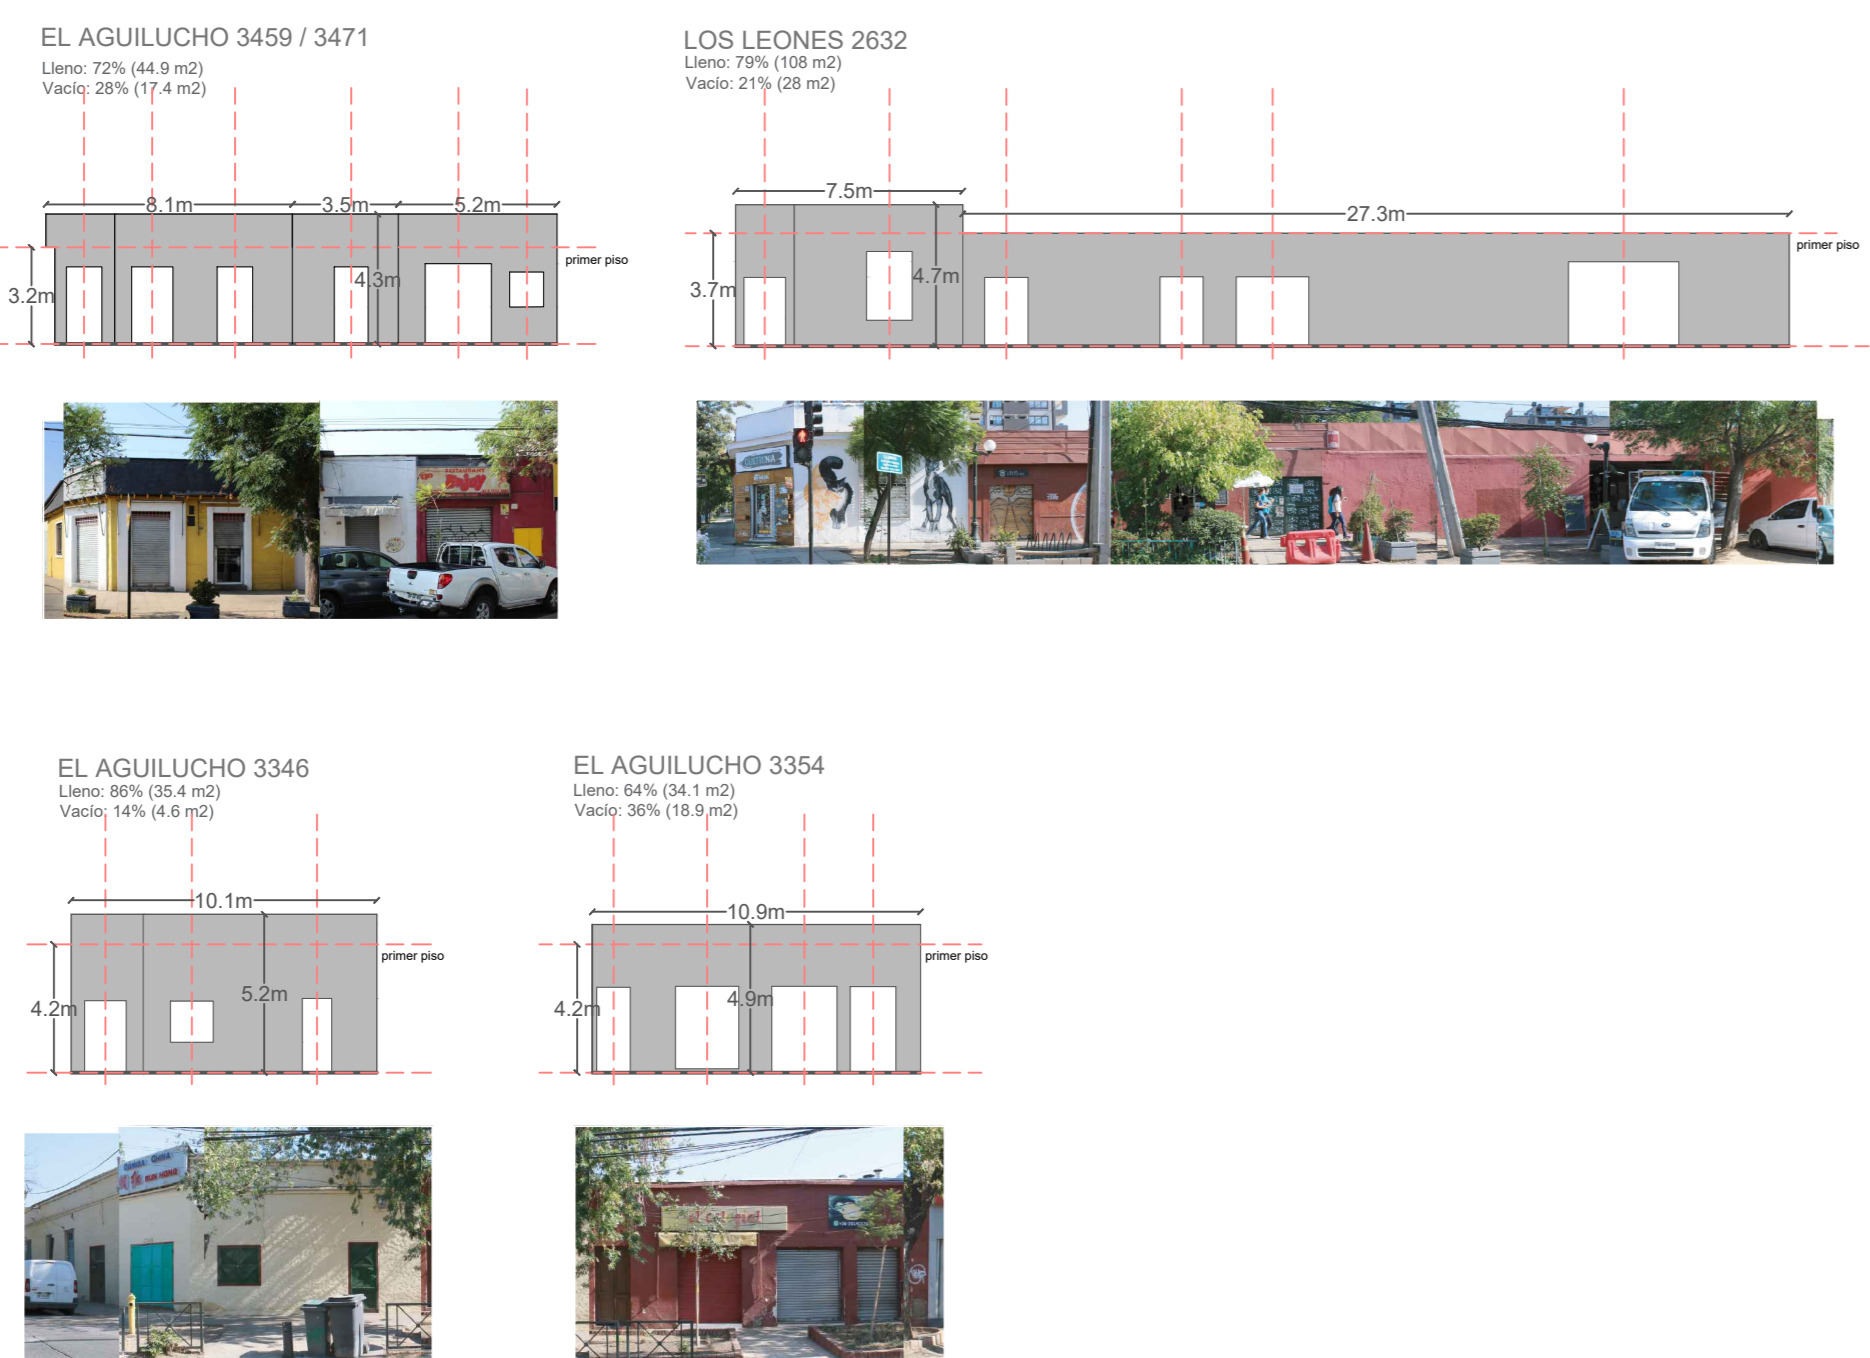 EL AGUILUCHO 3459 / 3471
Lleno: 72% (44.9 m2)
Vacío: 28% (17.4 m2)
8.1m
3.5m
5.2m
primer piso
3.2m
4.3m
LOS LEONES 2632
Lleno: 79% (108 m2)
Vacío: 21% (28 m2)
7.5m
27.3m
primer piso
3.7m
4.7m
RESTAURANT
EL AGUILUCHO 3346
Lleno: 86% (35.4 m2)
Vacío: 14% (4.6 m2)
10.1m
primer piso
4.2m
5.2m
EL AGUILUCHO 3354
Lleno: 64% (34.1 m2)
Vacío: 36% (18.9 m2)
10.9m
primer piso
4.2m
4.9m
COMIDA CHINA
HONG